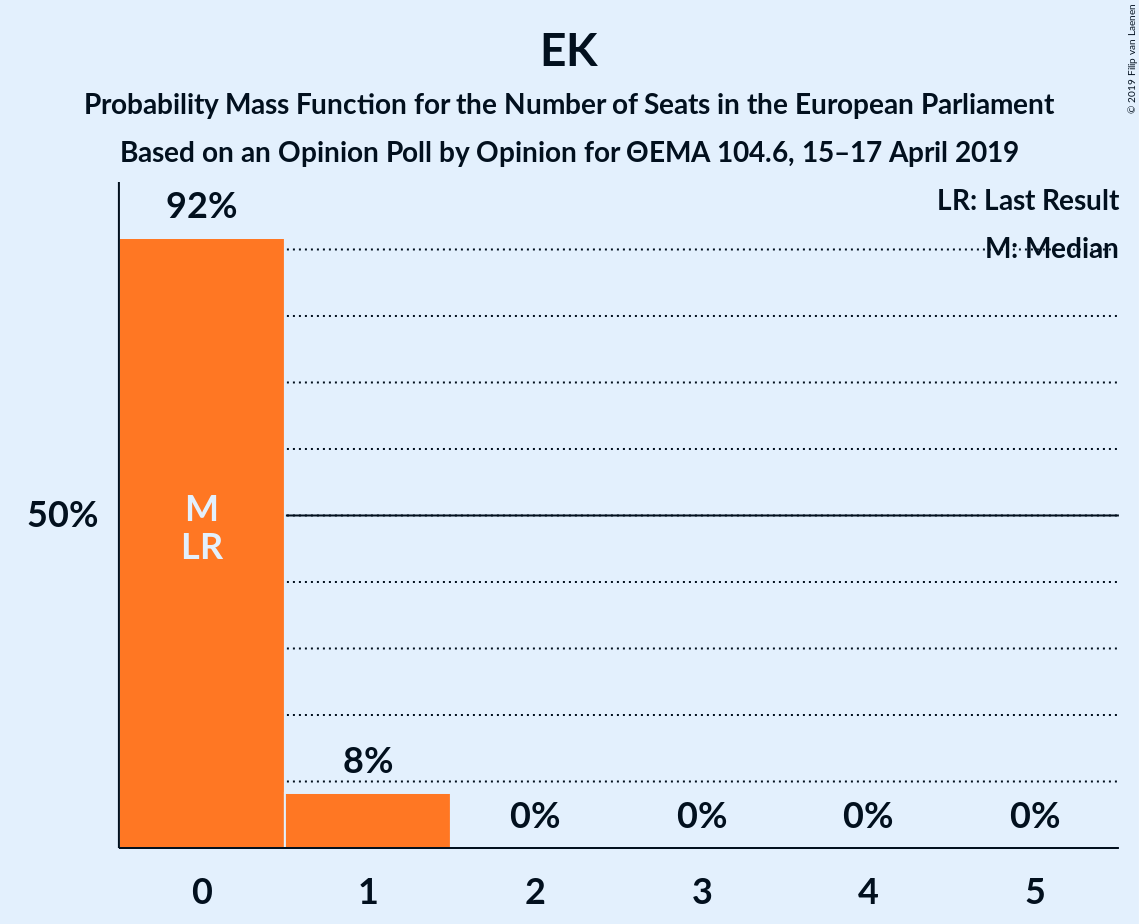 EK
Probability Mass Function for the Number of Seats in the European Parliament
Based on an Opinion Poll by Opinion for ΘEMA 104.6, 15–17 April 2019
© 2019 Filip van Laenen
LR: Last Result
M: Median
92%
50%
M
LR
8%
0%
0%
0%
0%
0
1
2
3
4
5